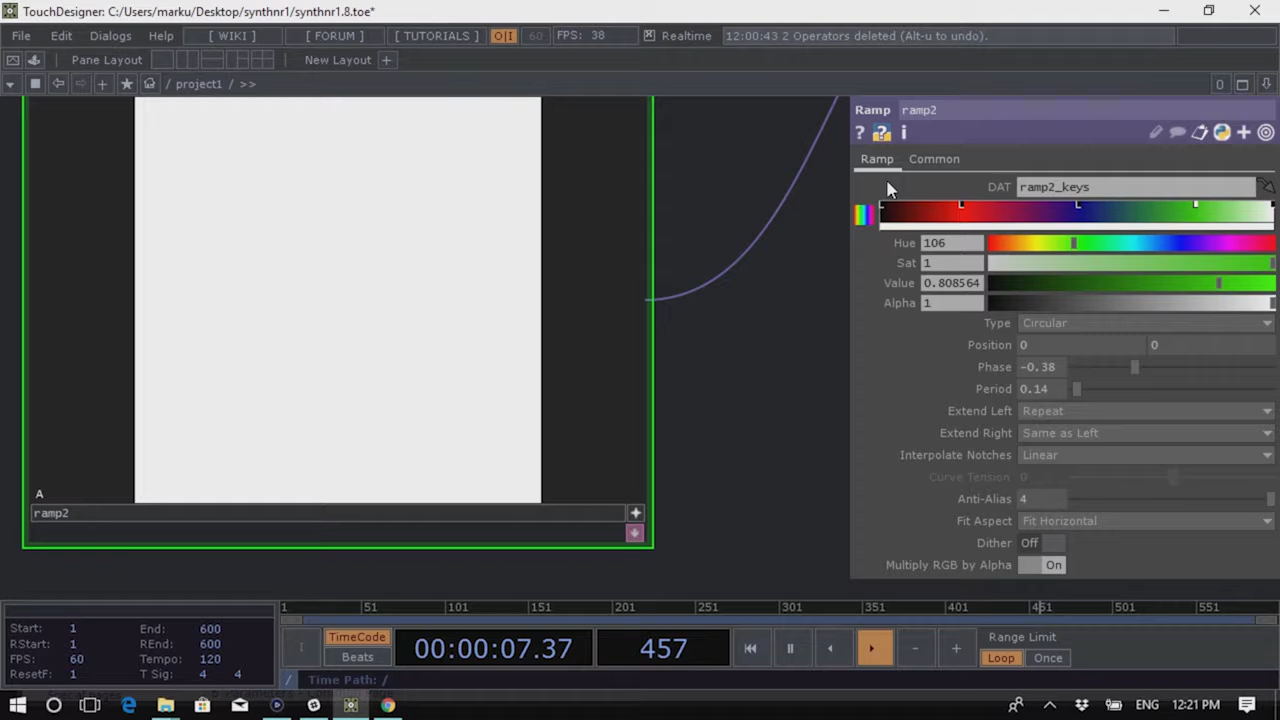 TouchDesigner: C:/Users/marku/Desktop/synthnr1/synthnr1.8.toe*
File Edit Dialogs Help [ WIKI ] [ FORUM ] [ TUTORIALS ] O|I 60 FPS: 38 Realtime 12:00:43 2 Operators deleted (Alt-u to undo).
Pane Layout New Layout +
/ project1 / >> 0
Ramp ramp2
? ? i
Ramp Common
DAT ramp2_keys
Hue 106
Sat 1
Value 0.808564
Alpha 1
Type Circular
Position 0 0
Phase -0.38
Period 0.14
Extend Left Repeat
Extend Right Same as Left
Interpolate Notches Linear
Curve Tension 0
Anti-Alias 4
Fit Aspect Fit Horizontal
Dither Off
Multiply RGB by Alpha On
A
ramp2
1 51 101 151 201 251 301 351 401 451 501 551
Start: 1 End: 600
RStart: 1 REnd: 600
FPS: 60 Tempo: 120
ResetF: 1 T Sig: 4 4
TimeCode
Beats
00:00:07.37 457
Range Limit
Loop Once
/ Time Path: /
ENG 12:21 PM